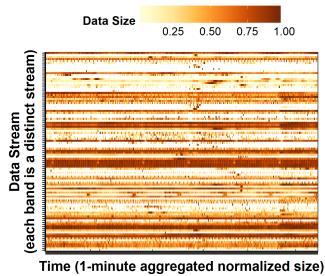 Data Size
0.25 0.50 0.75 1.00
Data Stream
(each band is a distinct stream)
Time (1-minute aggregated normalized size)